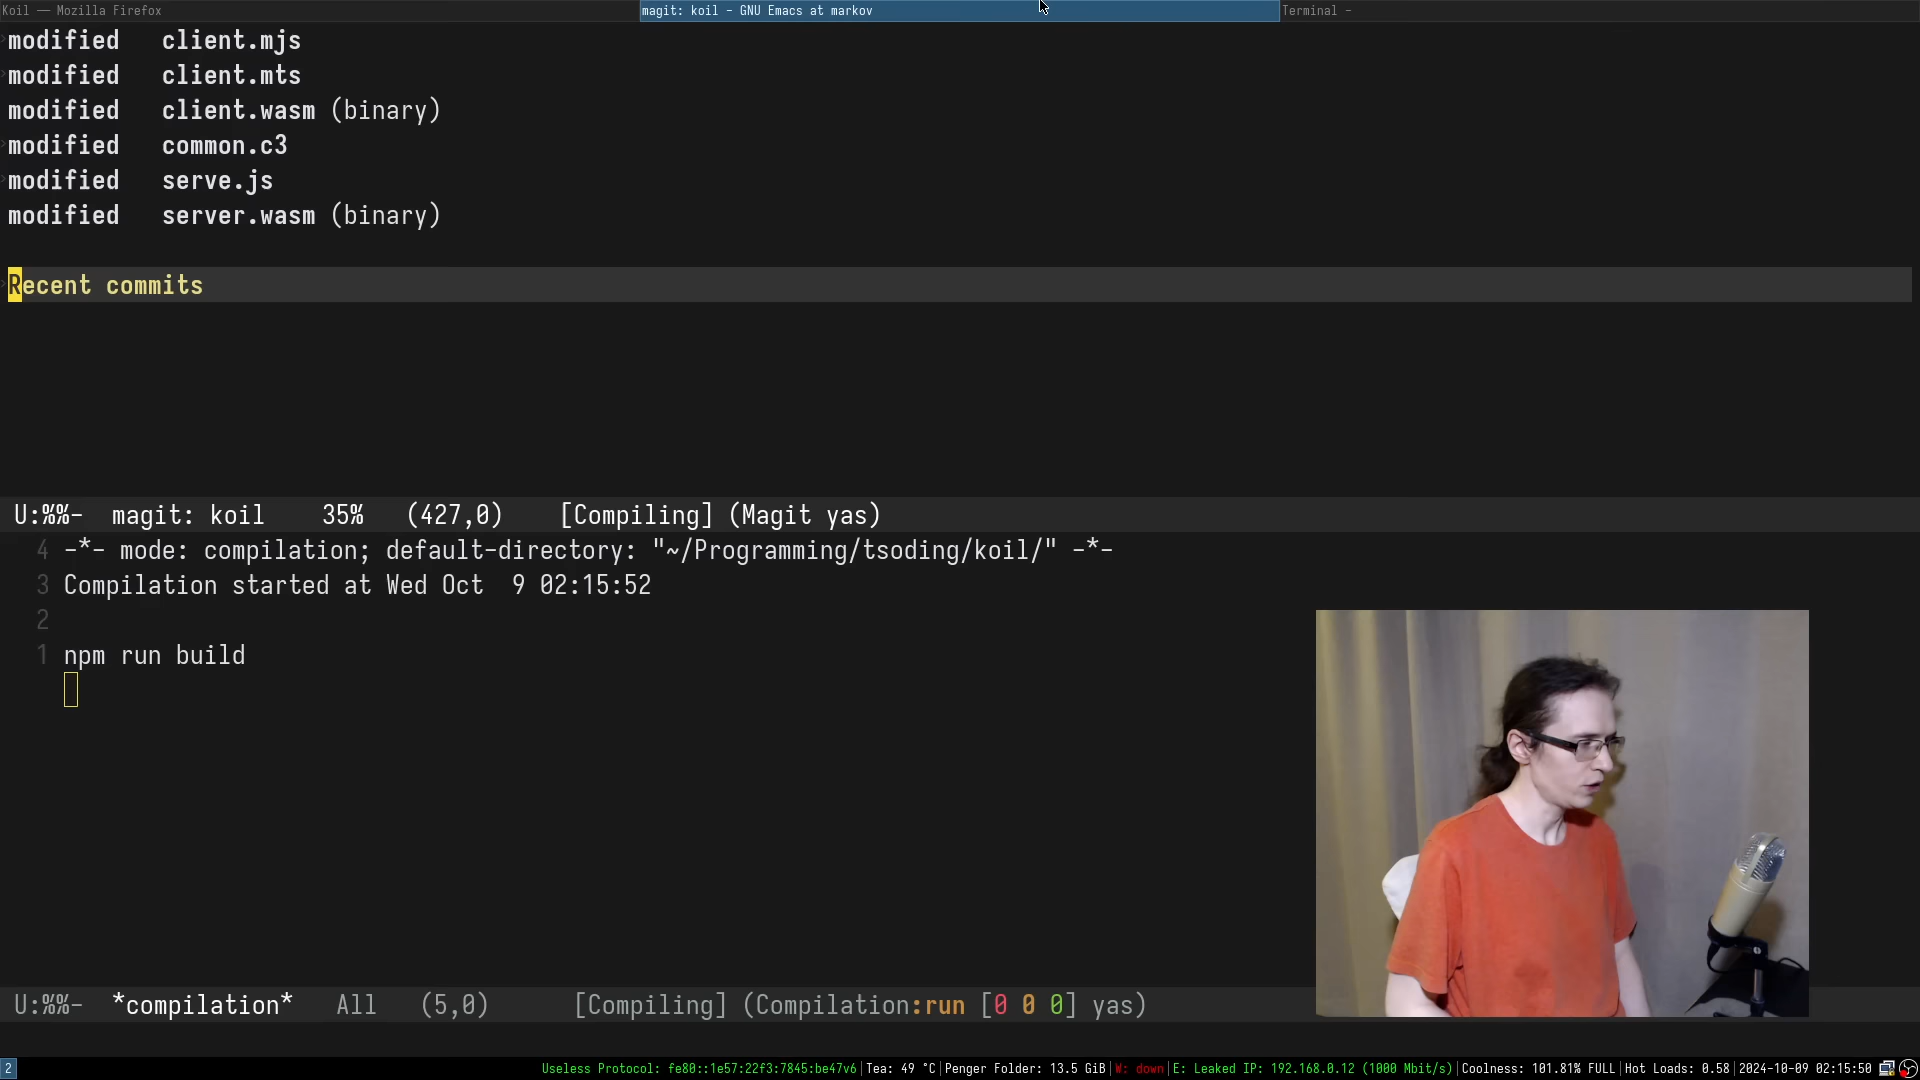 Koil — Mozilla Firefox
magit: koil - GNU Emacs at markov
Terminal -
modified   client.mjs
modified   client.mts
modified   client.wasm (binary)
modified   common.c3
modified   serve.js
modified   server.wasm (binary)
Recent commits
U:%%-  magit: koil    35%   (427,0)    [Compiling] (Magit yas)
4 -*- mode: compilation; default-directory: "~/Programming/tsoding/koil/" -*-
3 Compilation started at Wed Oct  9 02:15:52
2
1 npm run build
U:%%-  *compilation*   All   (5,0)      [Compiling] (Compilation:run [0 0 0] yas)
2
Useless Protocol: fe80::1e57:22f3:7845:be47v6|Tea: 49 °C|Penger Folder: 13.5 GiB|W: down|E: Leaked IP: 192.168.0.12 (1000 Mbit/s)|Coolness: 101.81% FULL|Hot Loads: 0.58|2024-10-09 02:15:50